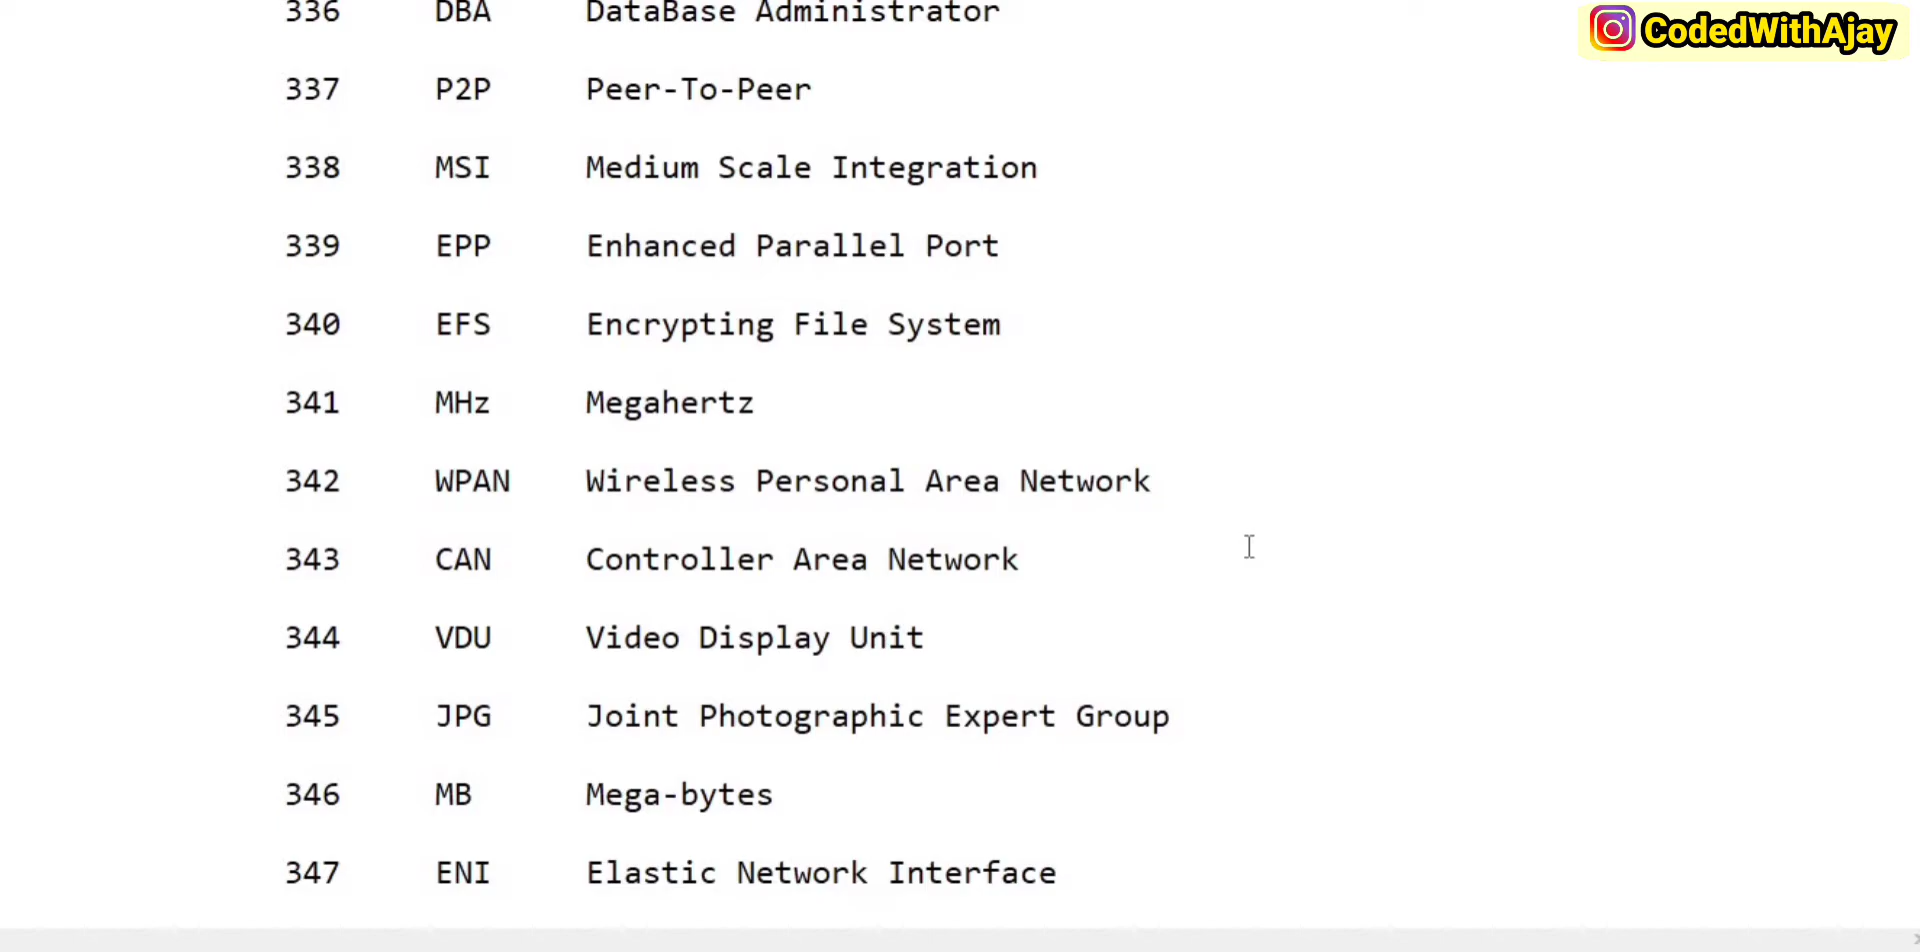 336 DBA DataBase Administrator
CodedWithAjay
337 P2P Peer-To-Peer
338 MSI Medium Scale Integration
339 EPP Enhanced Parallel Port
340 EFS Encrypting File System
341 MHz Megahertz
342 WPAN Wireless Personal Area Network
343 CAN Controller Area Network
344 VDU Video Display Unit
345 JPG Joint Photographic Expert Group
346 MB Mega-bytes
347 ENI Elastic Network Interface